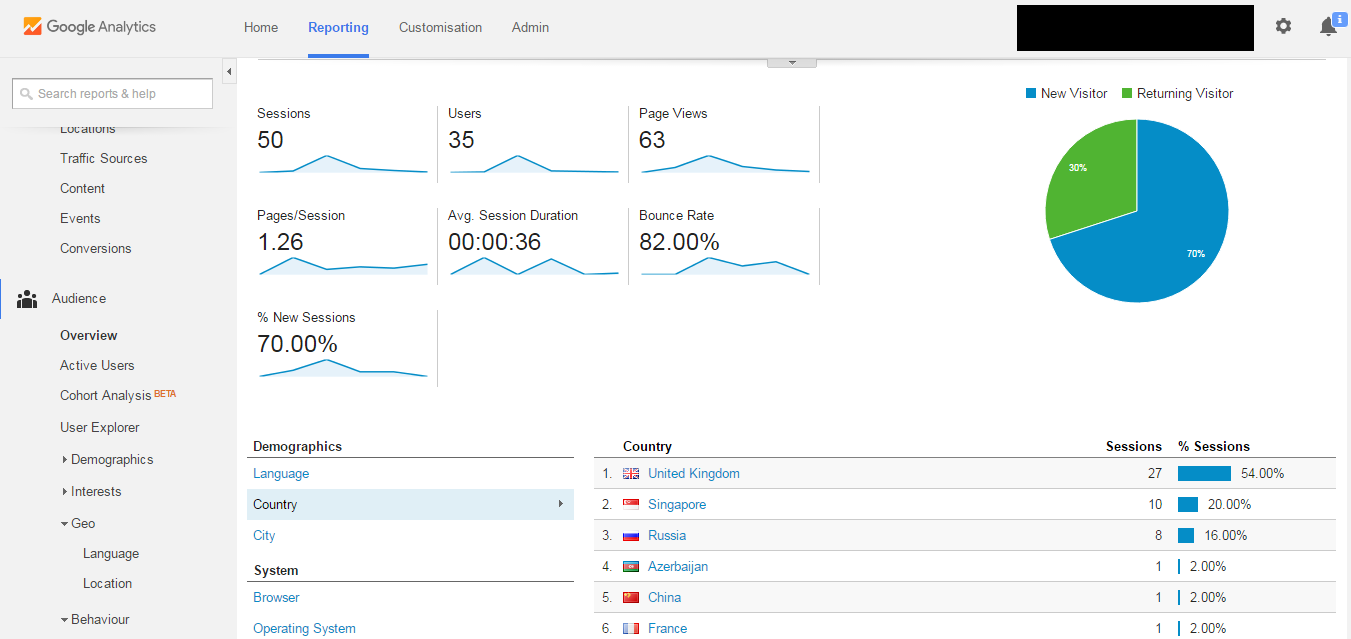 Google Analytics
Home Reporting Customisation Admin
Search reports & help
Locations
Traffic Sources
Content
Events
Conversions
Audience
Overview
Active Users
Cohort Analysis BETA
User Explorer
Demographics
Interests
Geo
Language
Location
Behaviour
Sessions
50
Users
35
Page Views
63
Pages/Session
1.26
Avg. Session Duration
00:00:36
Bounce Rate
82.00%
% New Sessions
70.00%
New Visitor Returning Visitor
30%
70%
Demographics
Language
Country
City
System
Browser
Operating System
Country Sessions % Sessions
1. United Kingdom 27 54.00%
2. Singapore 10 20.00%
3. Russia 8 16.00%
4. Azerbaijan 1 2.00%
5. China 1 2.00%
6. France 1 2.00%